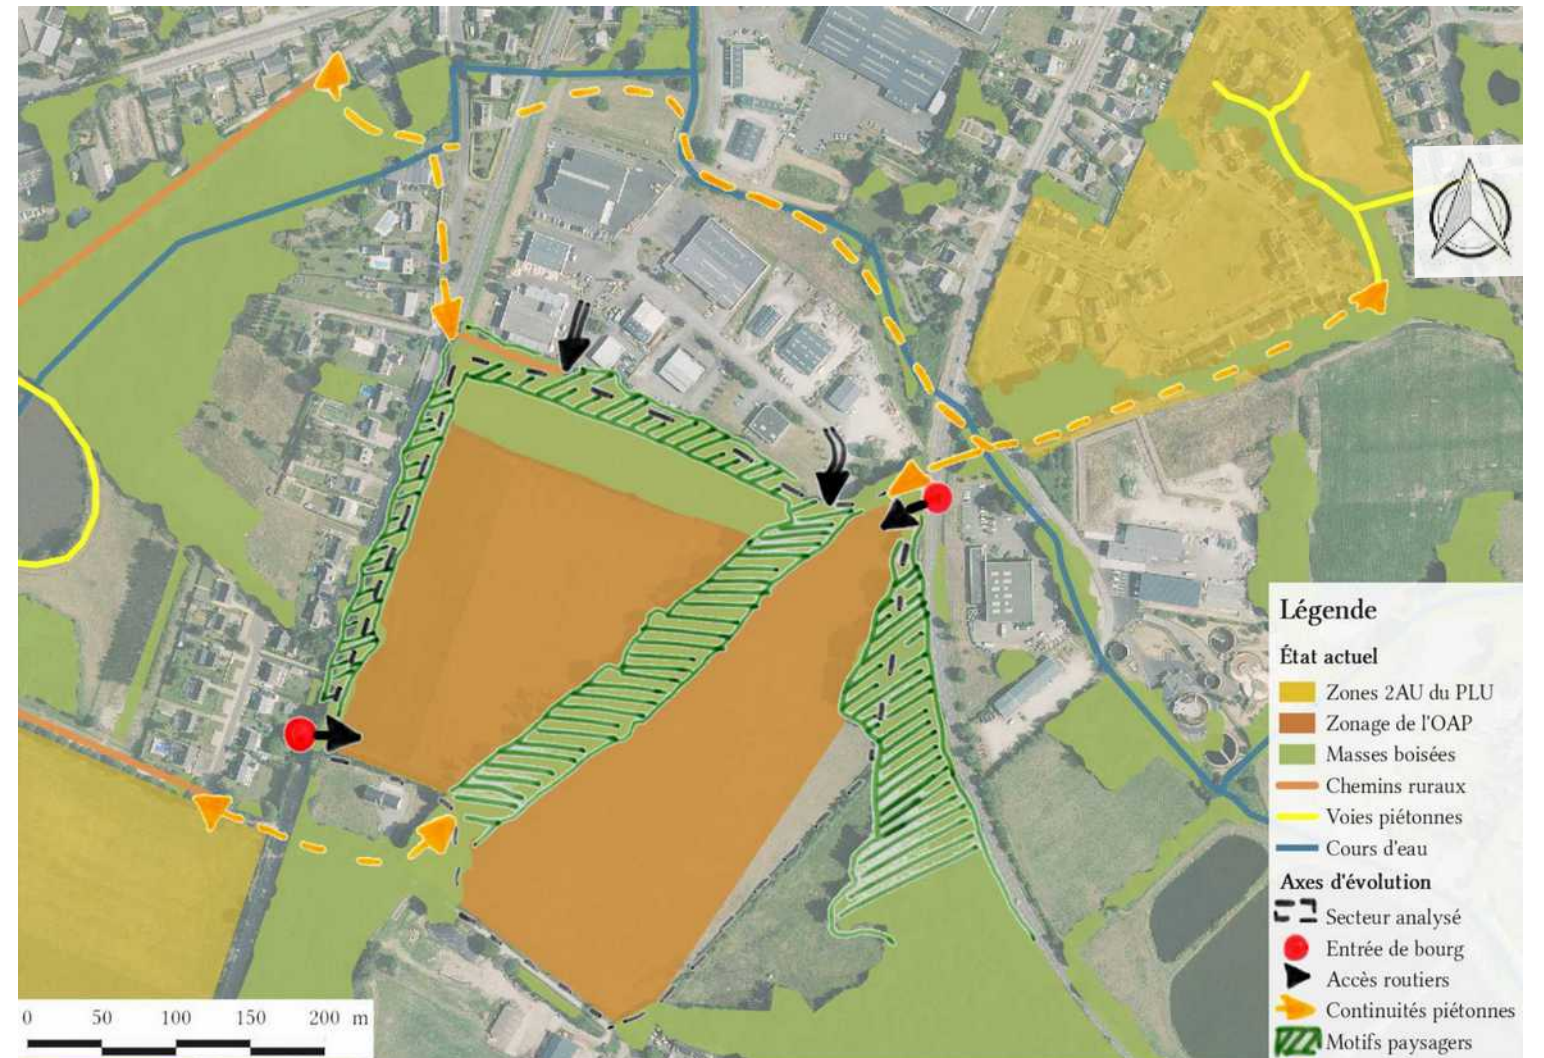 Légende
État actuel
Zones 2AU du PLU
Zonage de l'OAP
Masses boisées
Chemins ruraux
Voies piétonnes
Cours d'eau
Axes d'évolution
Secteur analysé
Entrée de bourg
Accès routiers
Continuités piétonnes
Motifs paysagers
0 50 100 150 200 m